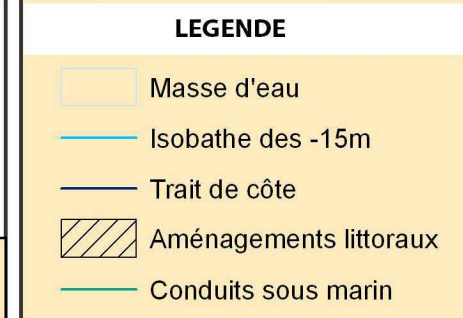 LEGENDE
Masse d'eau
Isobathe des -15m
Trait de côte
Aménagements littoraux
Conduits sous marin